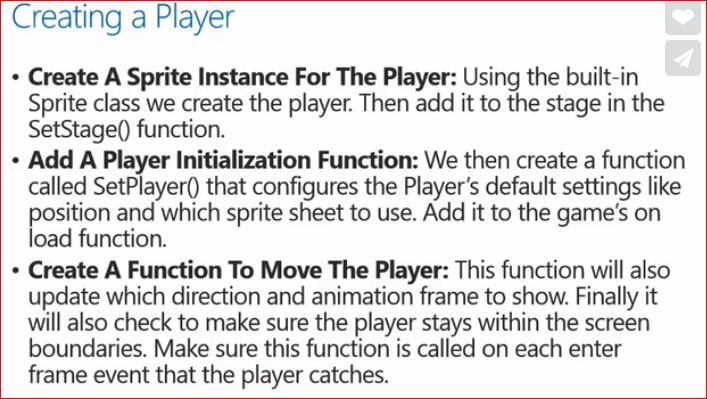 Creating a Player
• Create A Sprite Instance For The Player: Using the built-in
Sprite class we create the player. Then add it to the stage in the
SetStage() function.
• Add A Player Initialization Function: We then create a function
called SetPlayer() that configures the Player's default settings like
position and which sprite sheet to use. Add it to the game's on
load function.
• Create A Function To Move The Player: This function will also
update which direction and animation frame to show. Finally it
will also check to make sure the player stays within the screen
boundaries. Make sure this function is called on each enter
frame event that the player catches.